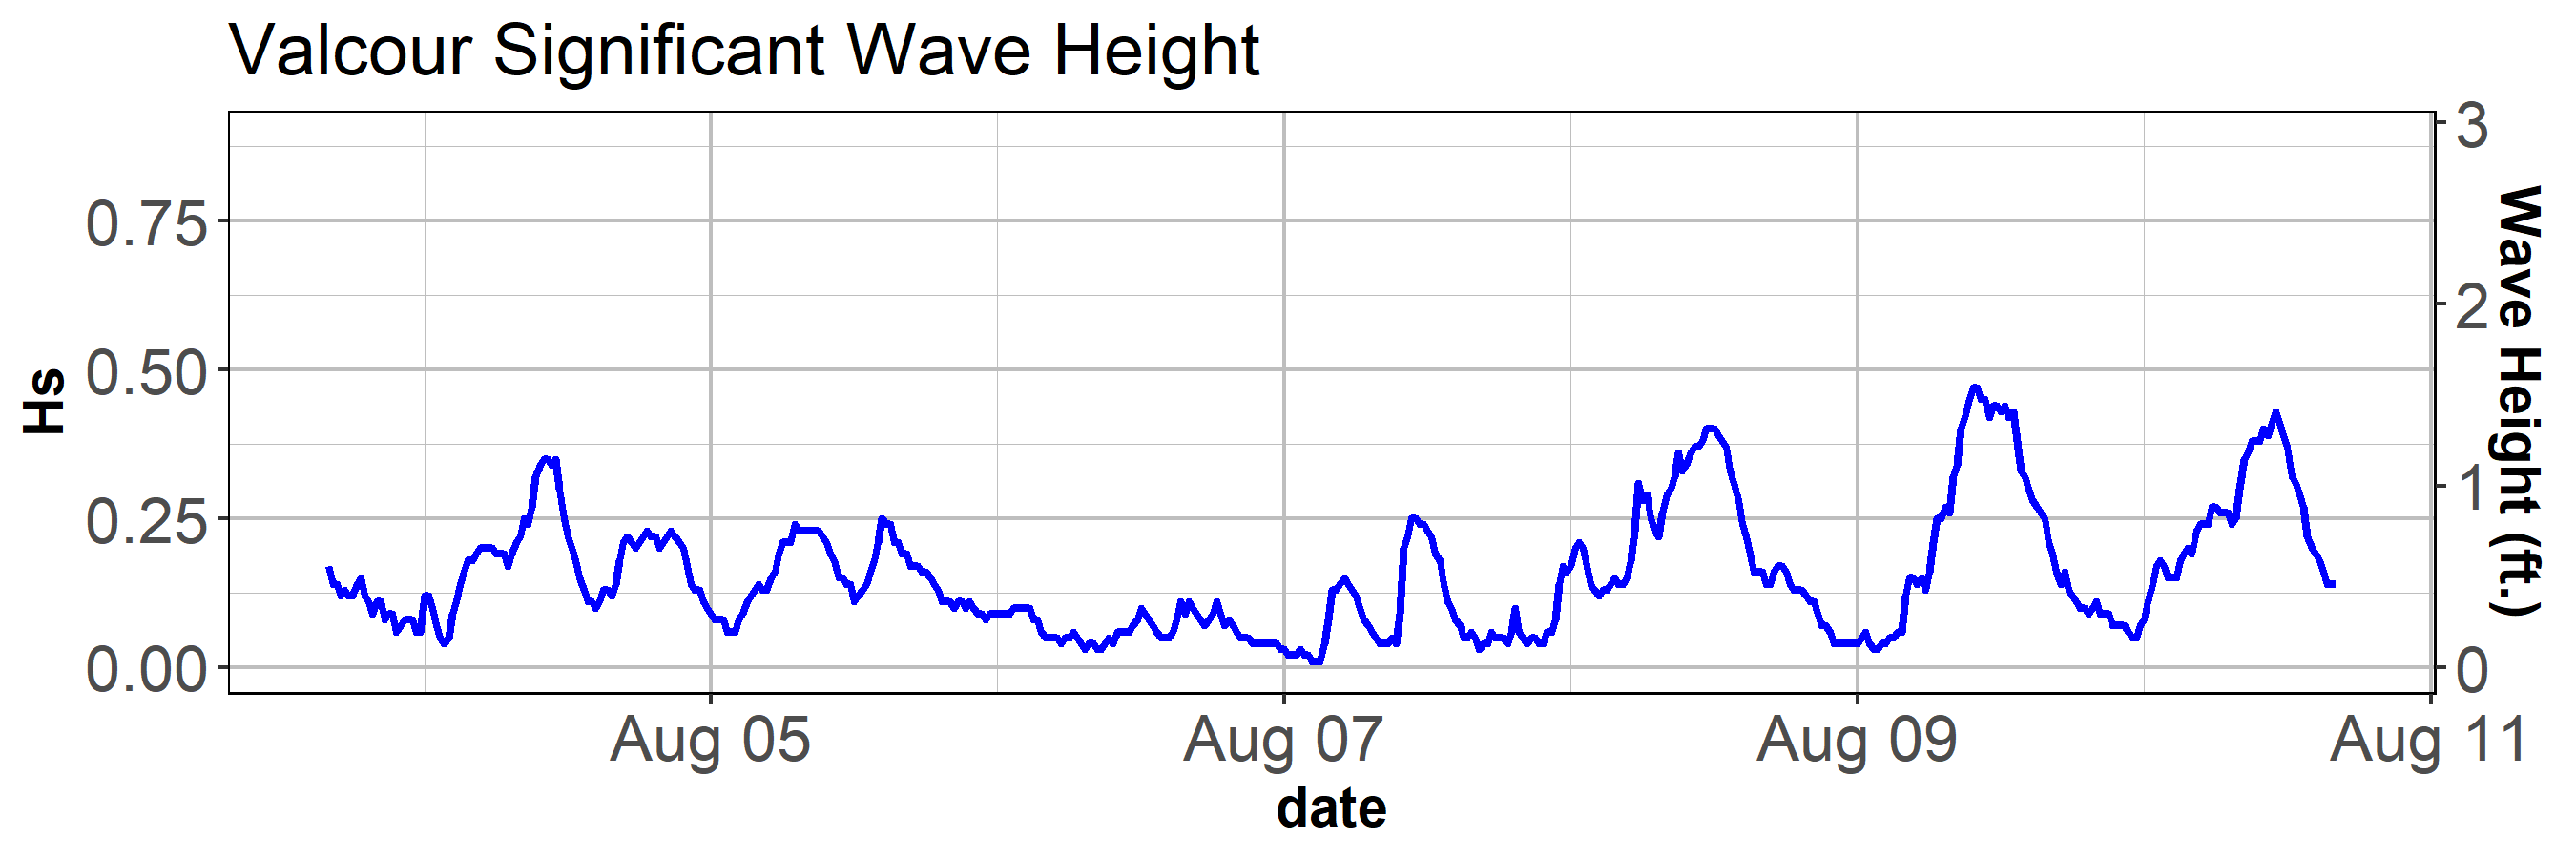 Valcour Significant Wave Height
Hs
0.75
0.50
0.25
0.00
3
2
1
0
Wave Height (ft.)
Aug 05
Aug 07
Aug 09
Aug 11
date